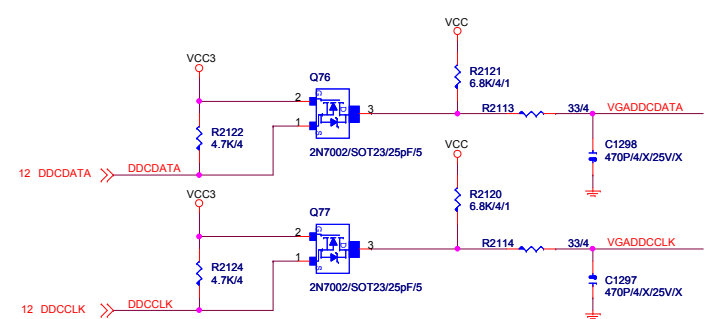 VCC
VCC3
Q76
R2121
6.8K/4/1
2
G
D
S
3
R2113
33/4
VGADDCDATA
R2122
4.7K/4
1
2N7002/SOT23/25pF/5
C1298
470P/4/X/25V/X
12 DDCDATA
DDCDATA
VCC
VCC3
Q77
R2120
6.8K/4/1
2
G
D
S
3
R2114
33/4
VGADDCCLK
R2124
4.7K/4
1
2N7002/SOT23/25pF/5
C1297
470P/4/X/25V/X
12 DDCCLK
DDCCLK